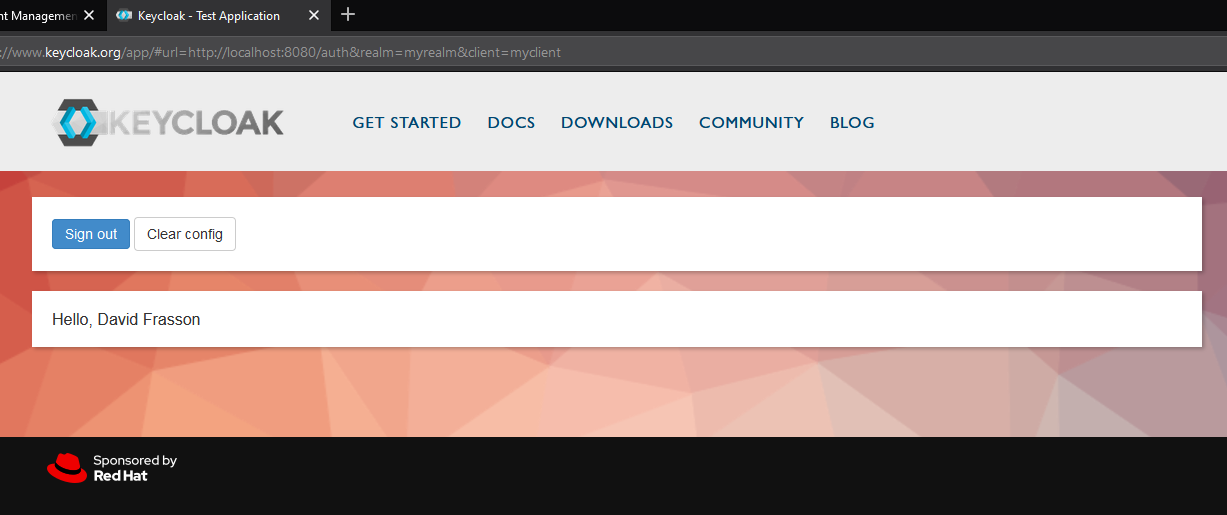 nt Managemen
Keycloak - Test Application
://www.keycloak.org/app/#url=http://localhost:8080/auth&realm=myrealm&client=myclient
KEYCLOAK
GET STARTED DOCS DOWNLOADS COMMUNITY BLOG
Sign out Clear config
Hello, David Frasson
Sponsored by
Red Hat